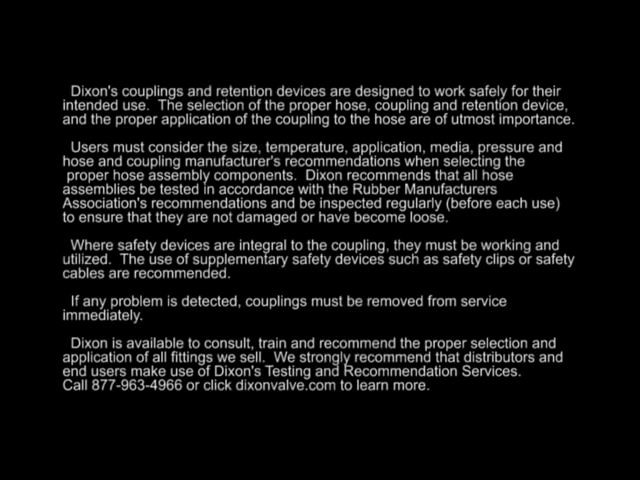 Dixon's couplings and retention devices are designed to work safely for their
intended use. The selection of the proper hose, coupling and retention device,
and the proper application of the coupling to the hose are of utmost importance.
Users must consider the size, temperature, application, media, pressure and
hose and coupling manufacturer's recommendations when selecting the
proper hose assembly components. Dixon recommends that all hose
assemblies be tested in accordance with the Rubber Manufacturers
Association's recommendations and be inspected regularly (before each use)
to ensure that they are not damaged or have become loose.
Where safety devices are integral to the coupling, they must be working and
utilized. The use of supplementary safety devices such as safety clips or safety
cables are recommended.
If any problem is detected, couplings must be removed from service
immediately.
Dixon is available to consult, train and recommend the proper selection and
application of all fittings we sell. We strongly recommend that distributors and
end users make use of Dixon's Testing and Recommendation Services.
Call 877-963-4966 or click dixonvalve.com to learn more.